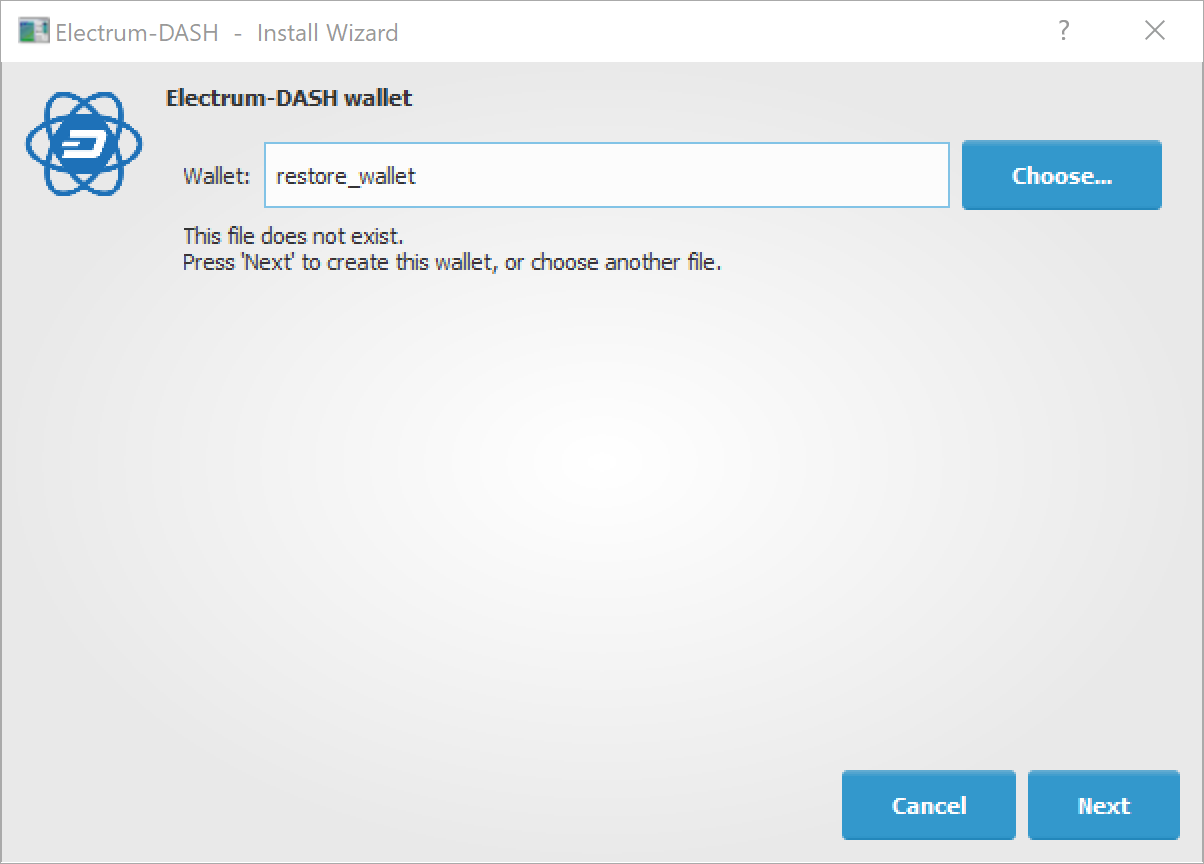 Electrum-DASH - Install Wizard
?
Electrum-DASH wallet
Wallet: restore_wallet Choose...
This file does not exist.
Press 'Next' to create this wallet, or choose another file.
Cancel Next